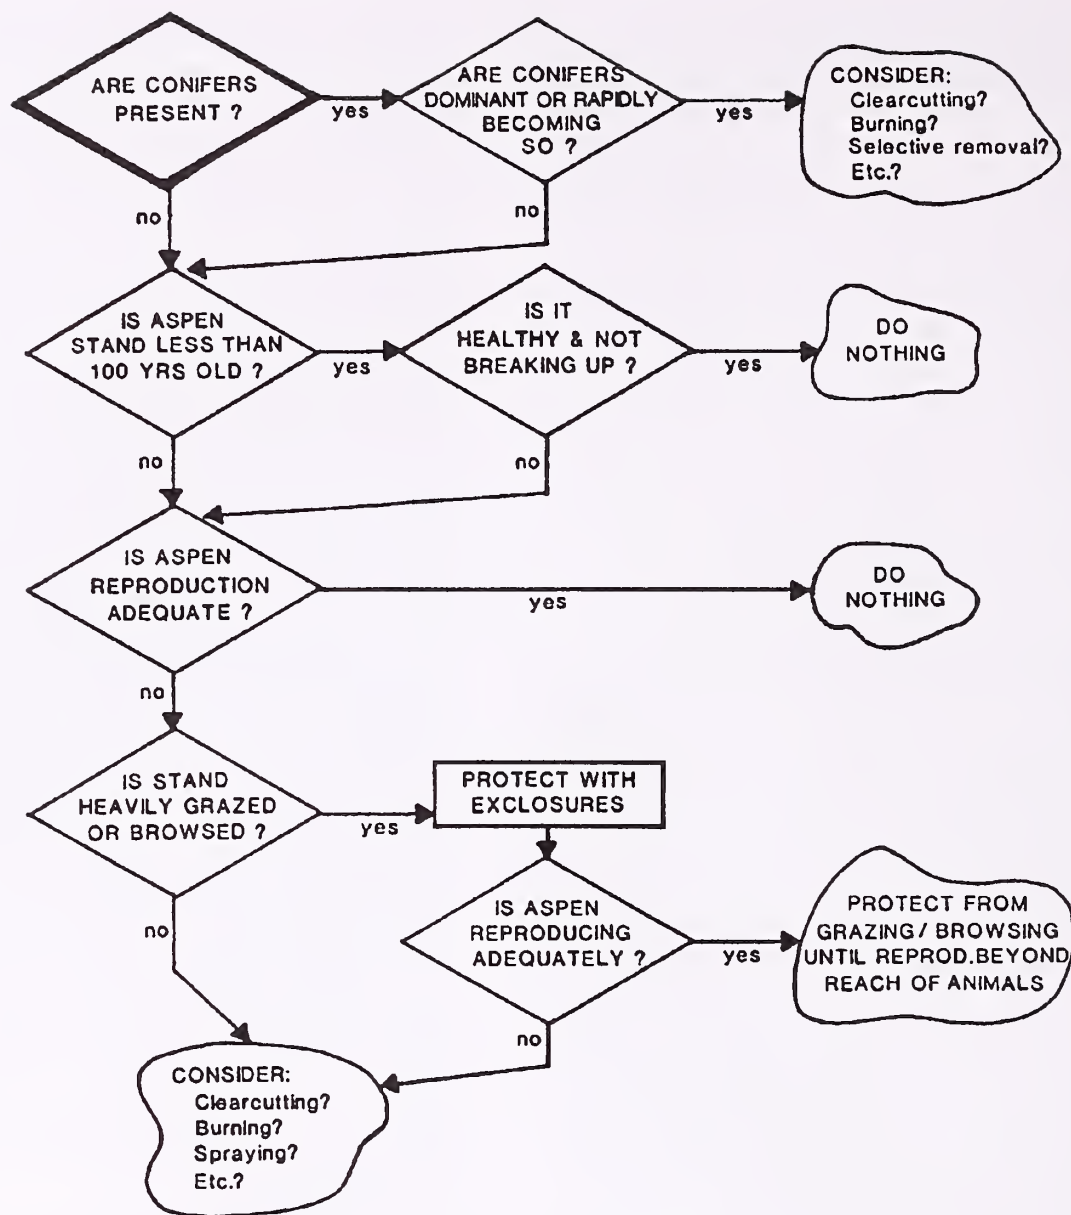 ARE CONIFERS
PRESENT ?
yes
ARE CONIFERS
DOMINANT OR RAPIDLY
BECOMING
SO ?
yes
CONSIDER:
Clearcutting?
Burning?
Selective removal?
Etc.?
no
no
IS ASPEN
STAND LESS THAN
100 YRS OLD ?
yes
IS IT
HEALTHY & NOT
BREAKING UP ?
yes
DO
NOTHING
no
no
IS ASPEN
REPRODUCTION
ADEQUATE ?
yes
DO
NOTHING
no
IS STAND
HEAVILY GRAZED
OR BROWSED ?
yes
PROTECT WITH
EXCLOSURES
no
IS ASPEN
REPRODUCING
ADEQUATELY ?
yes
PROTECT FROM
GRAZING / BROWSING
UNTIL REPROD.BEYOND
REACH OF ANIMALS
no
CONSIDER:
Clearcutting?
Burning?
Spraying?
Etc.?